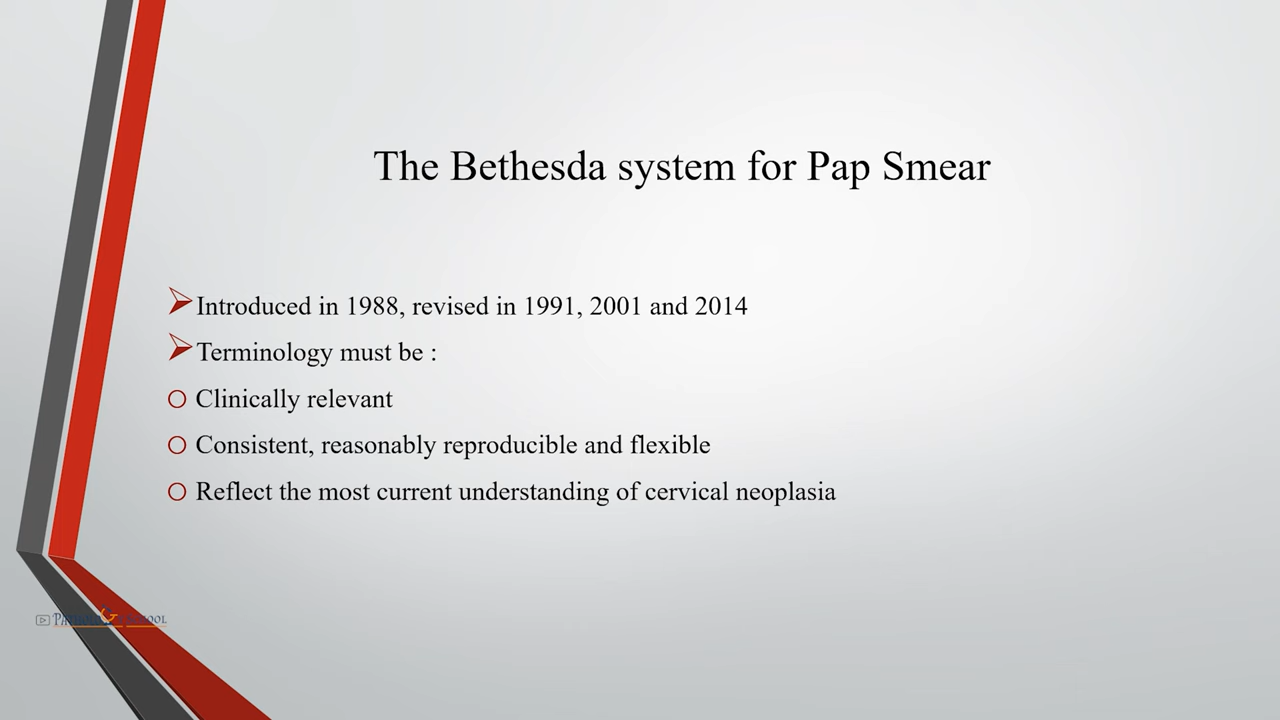 The Bethesda system for Pap Smear
Introduced in 1988, revised in 1991, 2001 and 2014
Terminology must be :
Clinically relevant
Consistent, reasonably reproducible and flexible
Reflect the most current understanding of cervical neoplasia